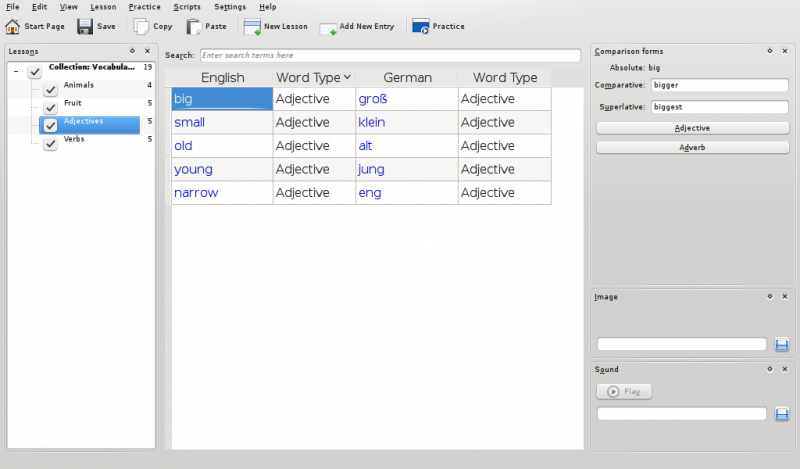 File Edit View Lesson Practice Scripts Settings Help
Start Page Save Copy Paste New Lesson Add New Entry Practice
Lessons
Collection: Vocabula... 19
Animals 4
Fruit 5
Adjectives 5
Verbs 5
Search: Enter search terms here
English Word Type German Word Type
big Adjective groß Adjective
small Adjective klein Adjective
old Adjective alt Adjective
young Adjective jung Adjective
narrow Adjective eng Adjective
Comparison forms
Absolute: big
Comparative: bigger
Superlative: biggest
Adjective
Adverb
Image
Sound
Play